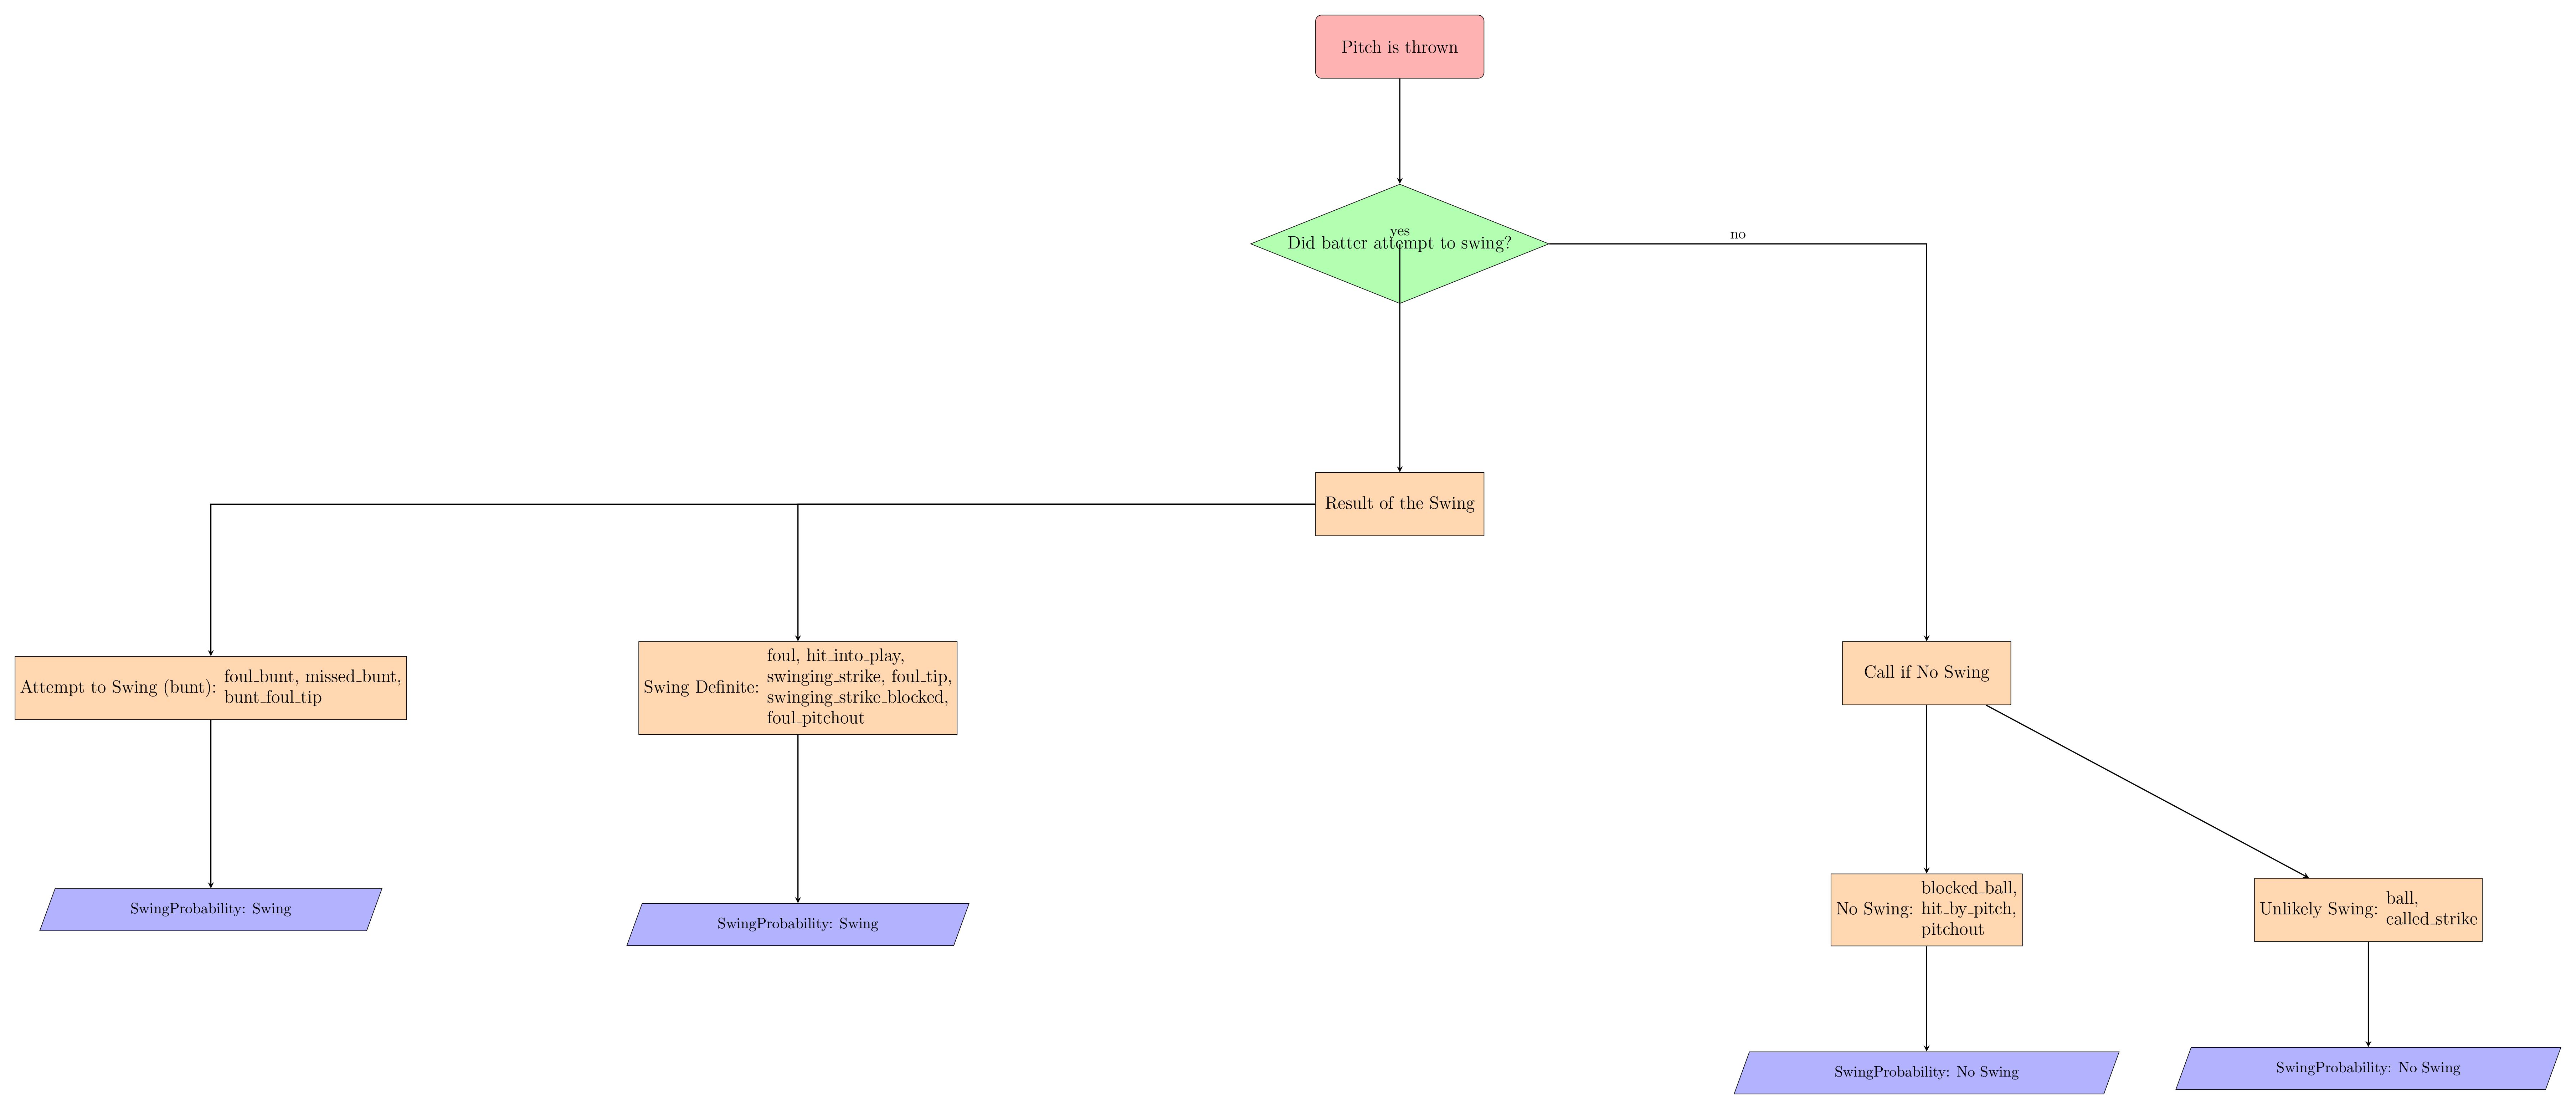 Pitch is thrown
yes
Did batter attempt to swing?
no
Result of the Swing
Attempt to Swing (bunt):
foul_bunt, missed_bunt,
bunt_foul_tip
Swing Definite:
foul, hit_into_play,
swinging_strike, foul_tip,
swinging_strike_blocked,
foul_pitchout
Call if No Swing
SwingProbability: Swing
SwingProbability: Swing
No Swing:
blocked_ball,
hit_by_pitch,
pitchout
Unlikely Swing:
ball,
called_strike
SwingProbability: No Swing
SwingProbability: No Swing